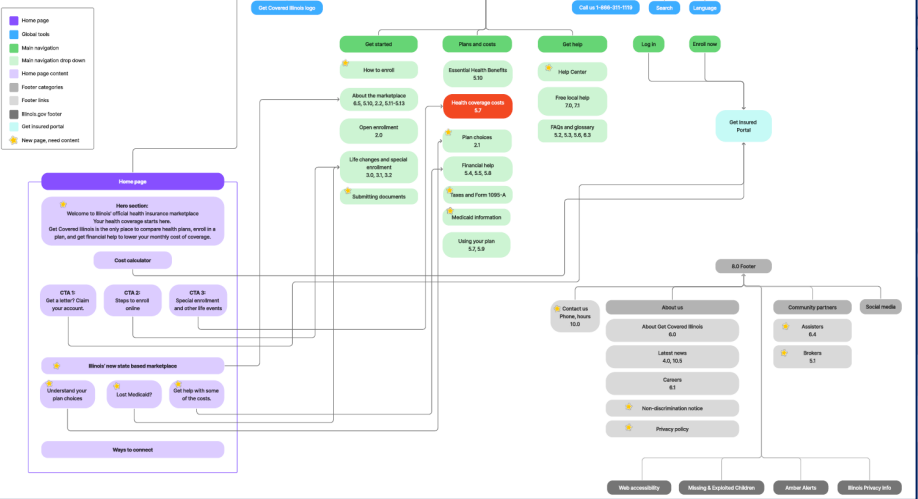 Home page
Global tools
Main navigation
Main navigation drop down
Home page content
Footer categories
Footer links
Illinois.gov footer
Get insured portal
New page, need content
Get Covered Illinois logo
Call us 1-866-311-1119
Search
Language
Get started
Plans and costs
Get help
Log in
Enroll now
How to enroll
About the marketplace
6.5, 5.10, 2.2, 5.11-5.13
Open enrollment
2.0
Life changes and special
enrollment
3.0, 3.1, 3.2
Submitting documents
Essential Health Benefits
5.10
Health coverage costs
5.7
Plan choices
2.1
Financial help
5.4, 5.5, 5.8
Taxes and Form 1095-A
Medicaid information
Using your plan
5.7, 5.9
Help Center
Free local help
7.0, 7.1
FAQs and glossary
5.2, 5.3, 5.6, 6.3
Get Insured
Portal
Home page
Hero section:
Welcome to Illinois' official health insurance marketplace
Your health coverage starts here.
Get Covered Illinois is the only place to compare health plans, enroll in a
plan, and get financial help to lower your monthly cost of coverage.
Cost calculator
CTA 1:
Get a letter? Claim
your account.
CTA 2:
Steps to enroll
online
CTA 3:
Special enrollment
and other life events
Illinois' new state based marketplace
Understand your
plan choices
Lost Medicaid?
Get help with some
of the costs.
Ways to connect
6.0 Footer
Contact us
Phone, hours
10.0
About us
About Get Covered Illinois
6.0
Latest news
4.0, 10.5
Careers
6.1
Non-discrimination notice
Privacy policy
Community partners
Assisters
6.4
Brokers
5.1
Social media
Web accessibility
Missing & Exploited Children
Amber Alerts
Illinois Privacy Info